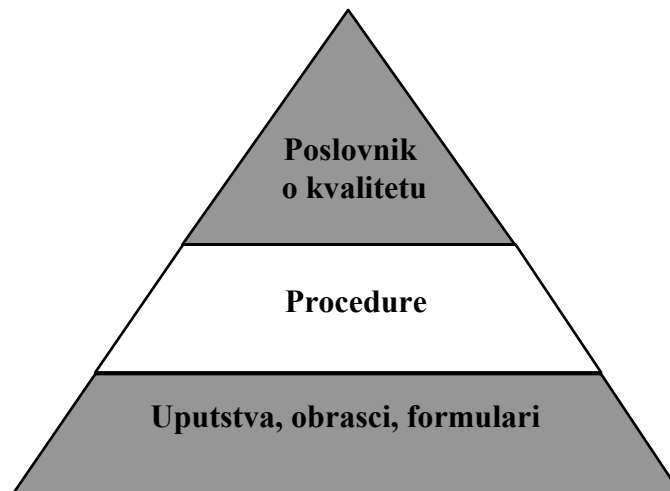 Poslovnik
o kvalitetu
Procedure
Uputstva, obrasci, formulari